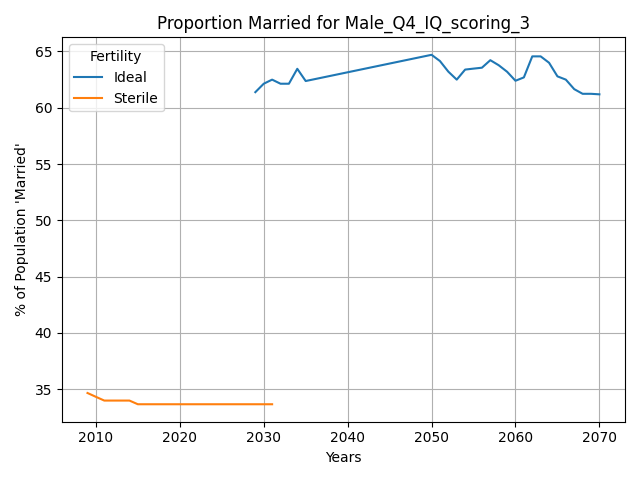 Proportion Married for Male_Q4_IQ_scoring_3
Fertility
Ideal
Sterile
% of Population 'Married'
65
60
55
50
45
40
35
2010 2020 2030 2040 2050 2060 2070
Years